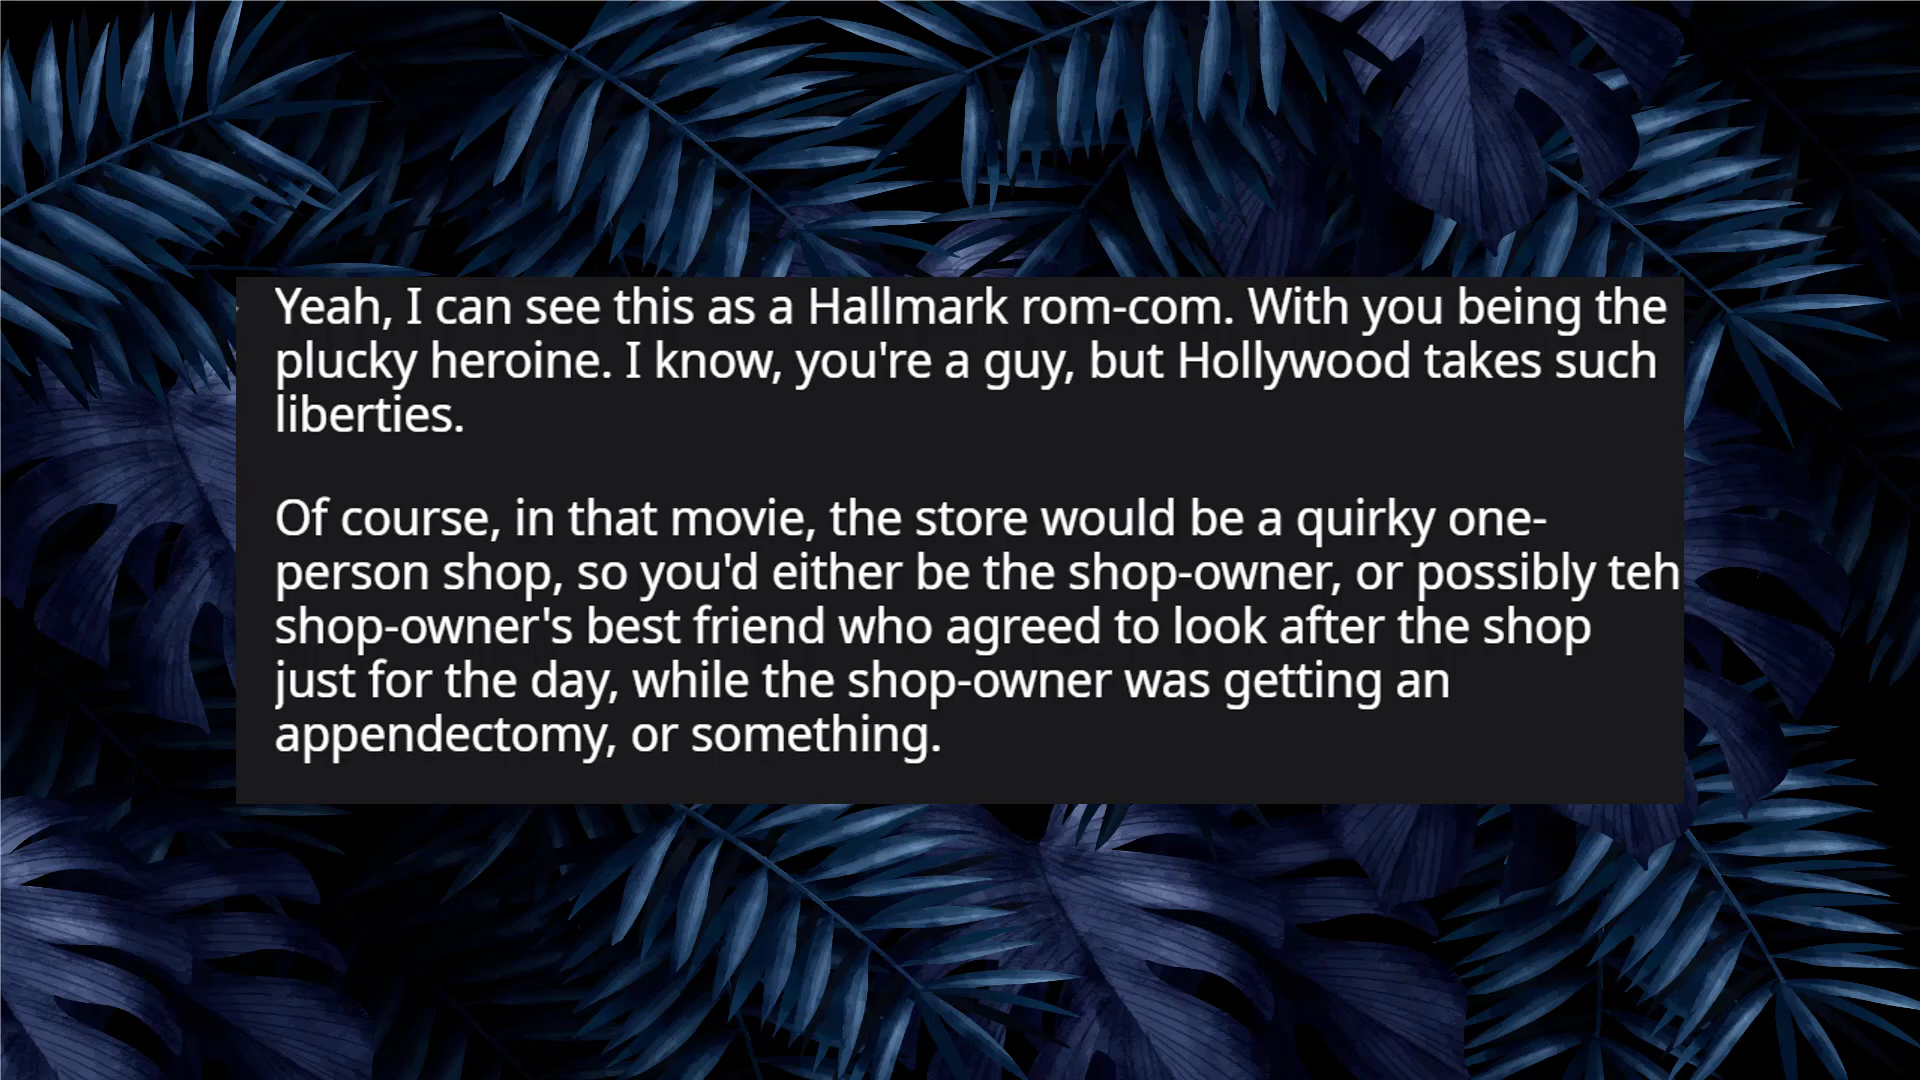 Yeah, I can see this as a Hallmark rom-com. With you being the
plucky heroine. I know, you're a guy, but Hollywood takes such
liberties.
Of course, in that movie, the store would be a quirky one-
person shop, so you'd either be the shop-owner, or possibly teh
shop-owner's best friend who agreed to look after the shop
just for the day, while the shop-owner was getting an
appendectomy, or something.